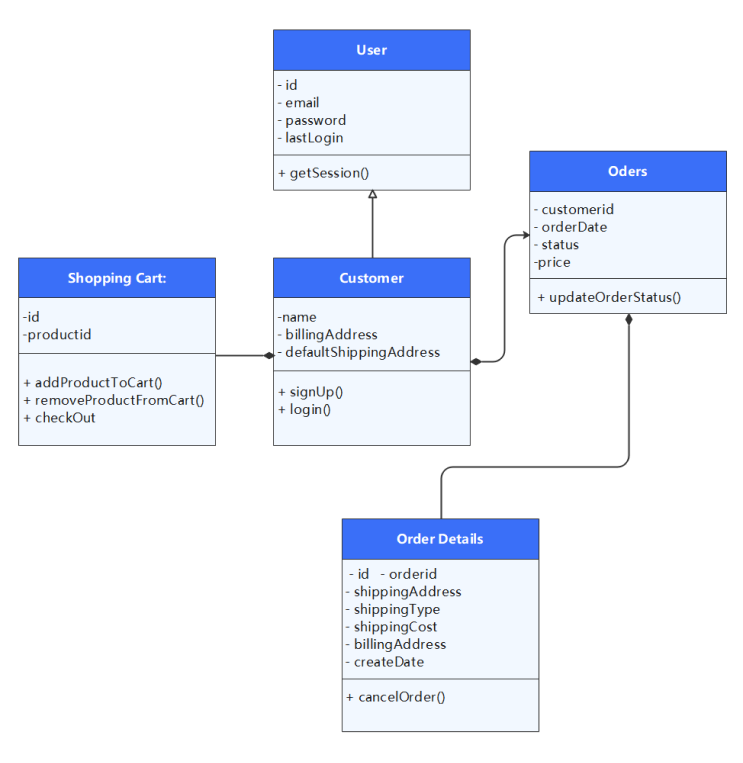 User
- id
- email
- password
- lastLogin
+ getSession()
Oders
- customerid
- orderDate
- status
-price
+ updateOrderStatus()
Shopping Cart:
-id
-productid
+ addProductToCart()
+ removeProductFromCart()
+ checkOut
Customer
-name
- billingAddress
- defaultShippingAddress
+ signUp()
+ login()
Order Details
- id - orderid
- shippingAddress
- shippingType
- shippingCost
- billingAddress
- createDate
+ cancelOrder()